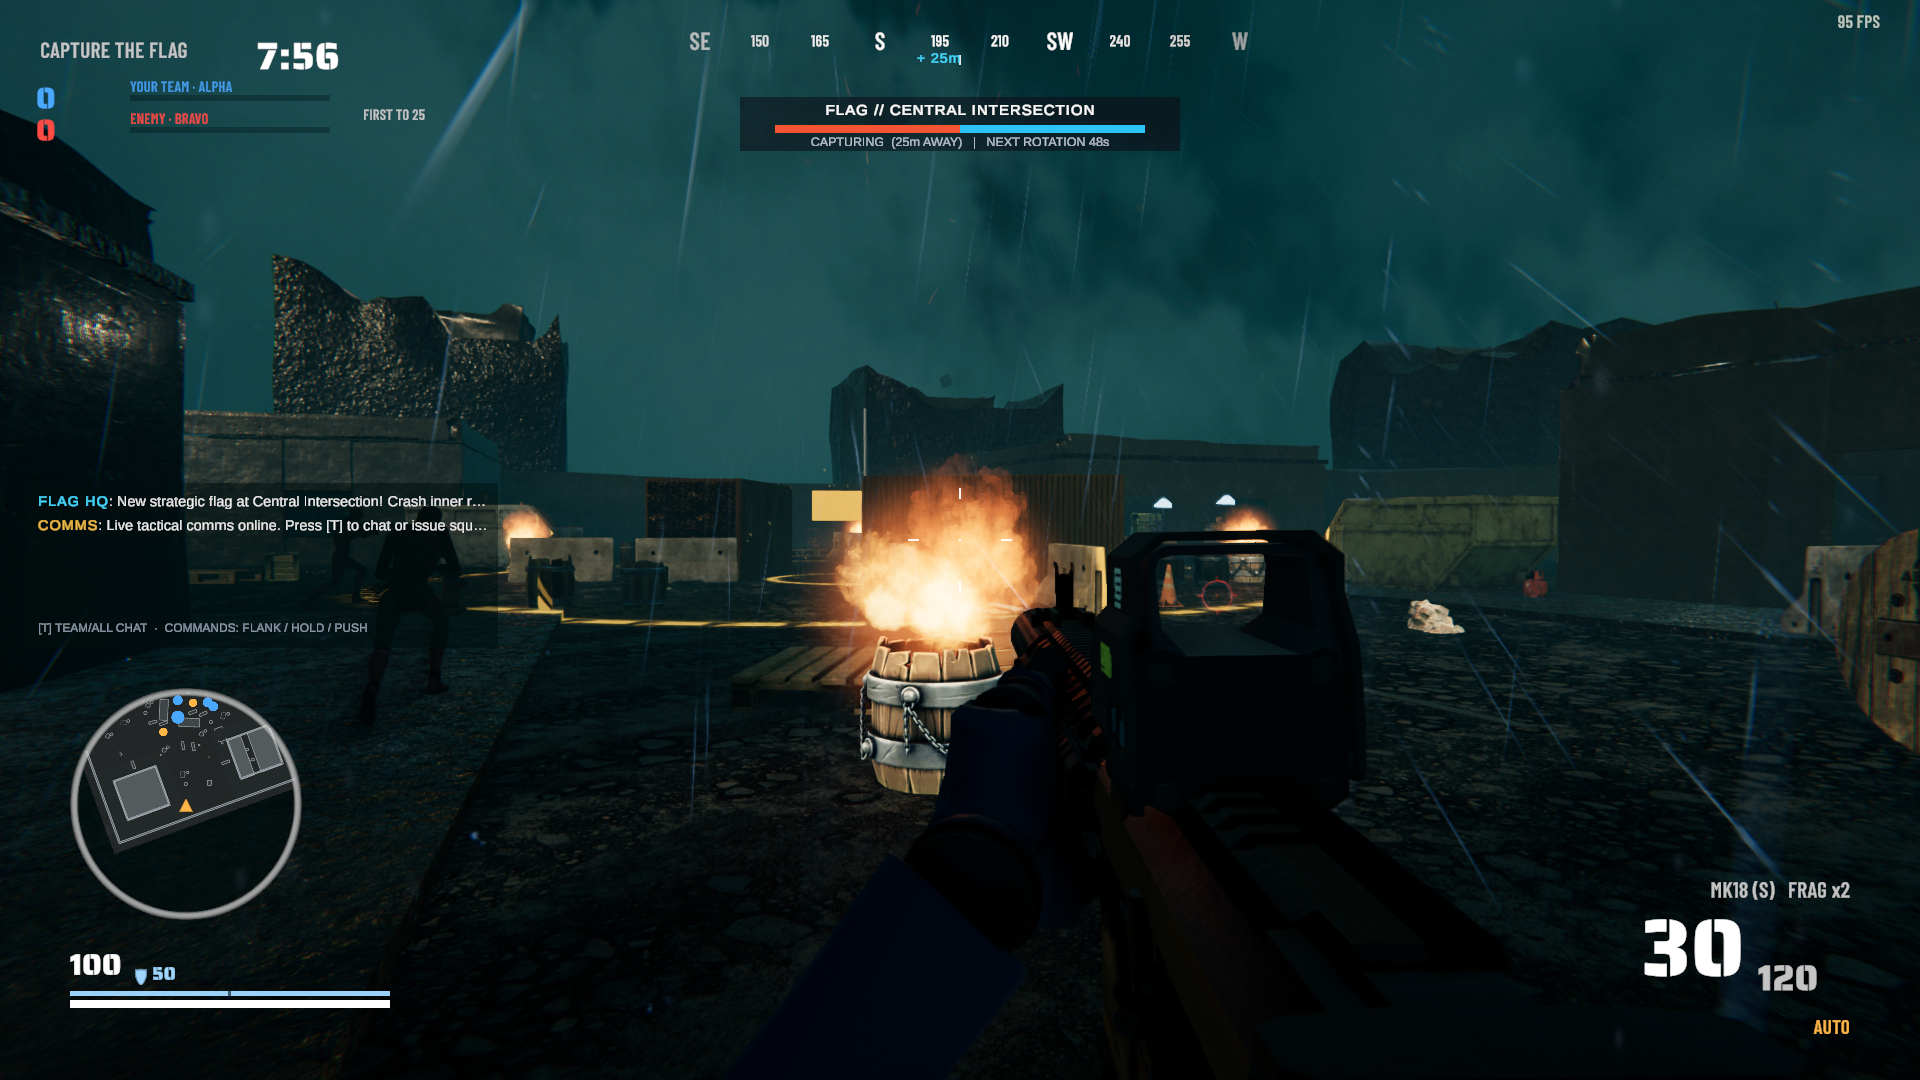 95 FPS
SE 150 165 S 195 210 SW 240 255 W
+ 25m
CAPTURE THE FLAG 7:56
0 YOUR TEAM · ALPHA
0 ENEMY · BRAVO
FIRST TO 25
FLAG // CENTRAL INTERSECTION
CAPTURING (25m AWAY) | NEXT ROTATION 48s
FLAG HQ: New strategic flag at Central Intersection! Crash inner r...
COMMS: Live tactical comms online. Press [T] to chat or issue squ...
[T] TEAM/ALL CHAT · COMMANDS: FLANK / HOLD / PUSH
100 50
MK18 (S) FRAG x2
30 120
AUTO